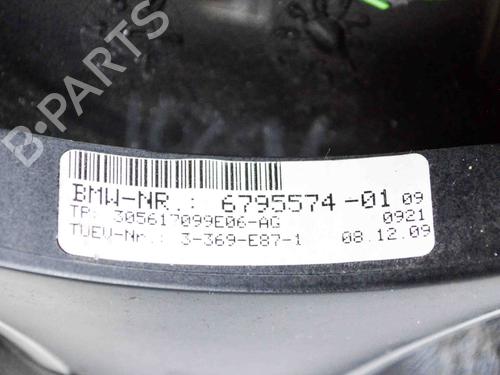 B-PARTS
BMW-NR.: 6795574-01 09
TP: 305617099E06-AG 0921
TUEV-Nr.: 3-369-E87-1 08.12.09